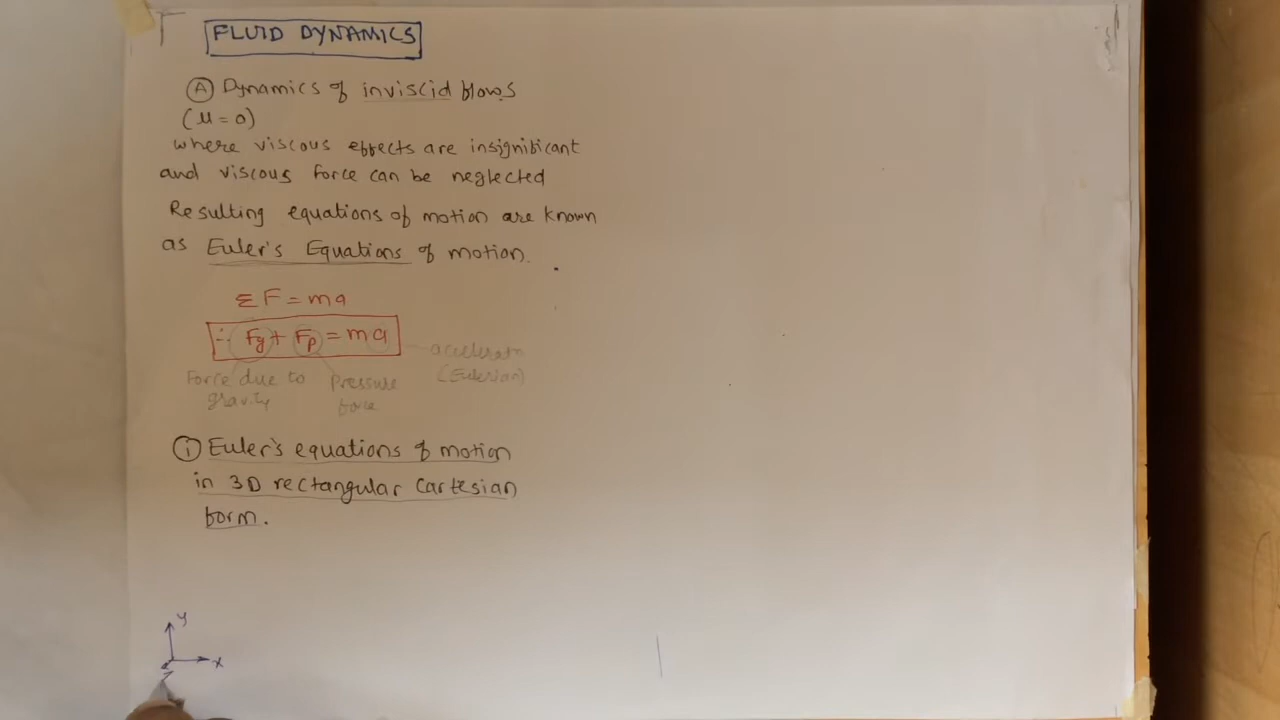 FLUID DYNAMICS
Ⓐ Dynamics of inviscid flows
(μ = 0)
where viscous effects are insignificant
and viscous force can be neglected
Resulting equations of motion are known
as Euler's Equations of motion.
ΣF = ma
∴ Fg + Fp = ma
Force due to
gravity
Pressure
force
(Eulerian)
ⓘ Euler's equations of motion
in 3D rectangular Cartesian
form.
y
x
z